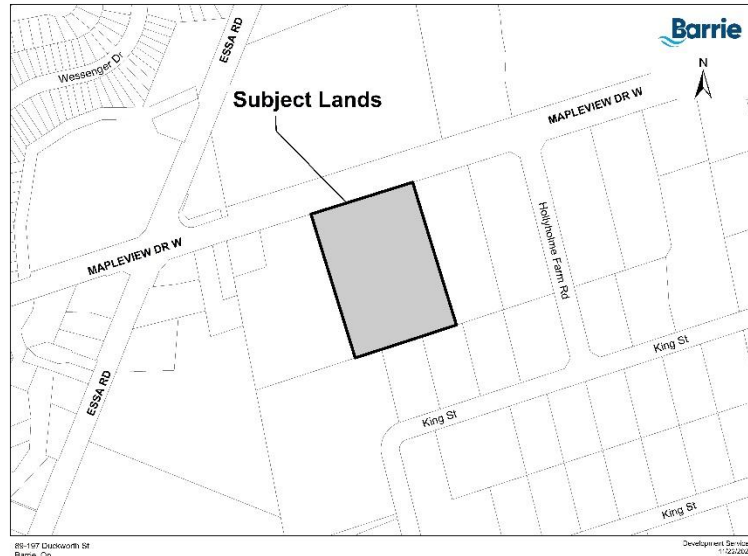 Barrie
N
ESSA RD
Wessenger Dr
Subject Lands
MAPLEVIEW DR W
Hollyholme Farm Rd
MAPLEVIEW DR W
King St
ESSA RD
King St
King St
89-197 Duckworth St
Barrie, On
Development Services